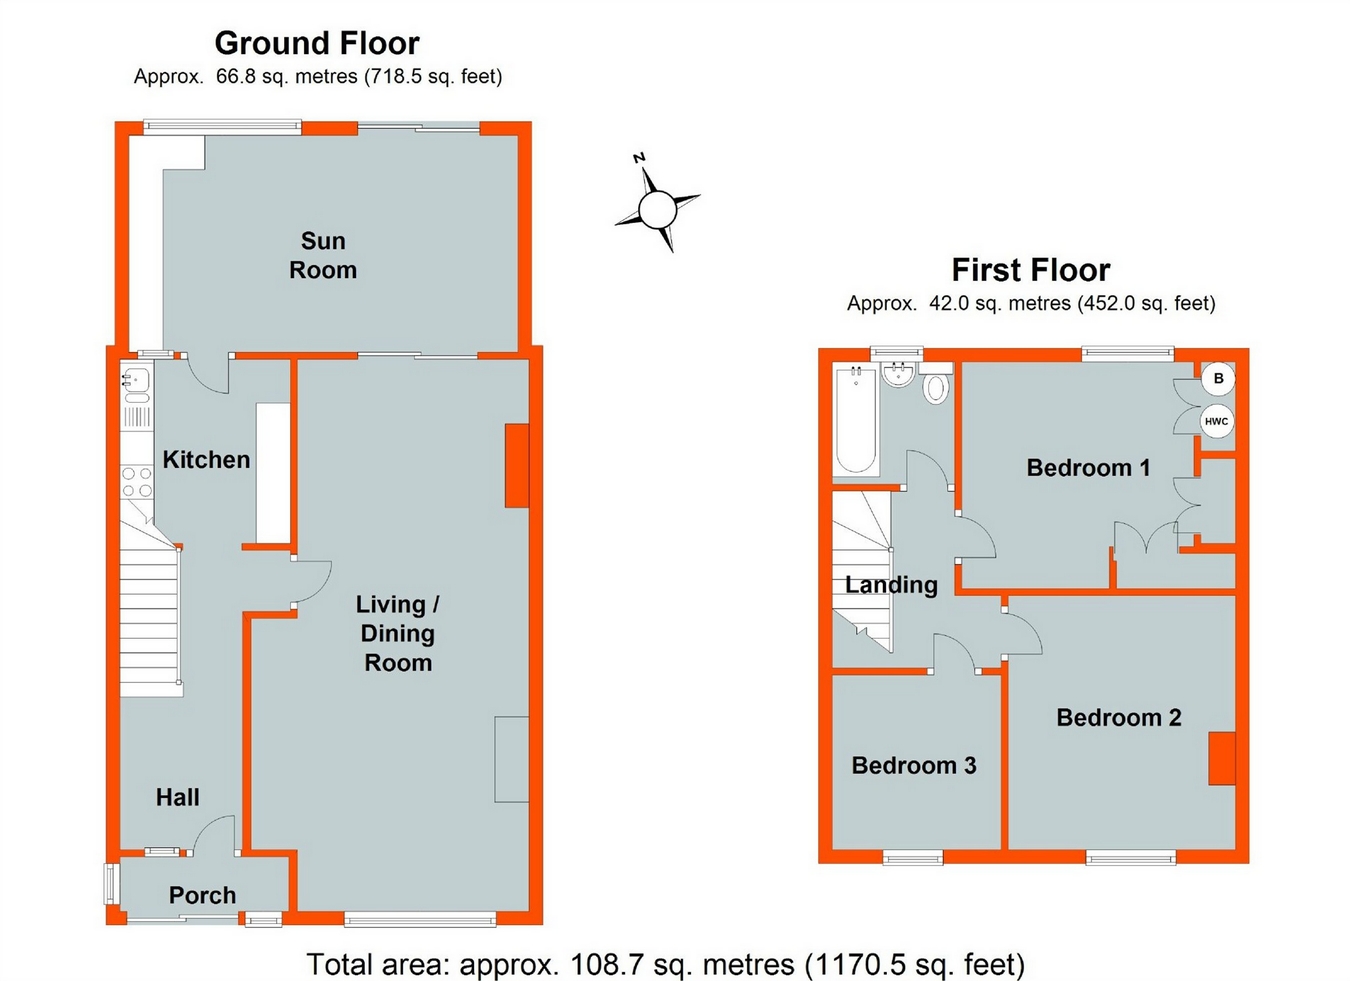 Ground Floor
Approx. 66.8 sq. metres (718.5 sq. feet)
Sun
Room
Kitchen
Living /
Dining
Room
Hall
Porch
N
First Floor
Approx. 42.0 sq. metres (452.0 sq. feet)
B
HWC
Bedroom 1
Landing
Bedroom 2
Bedroom 3
Total area: approx. 108.7 sq. metres (1170.5 sq. feet)